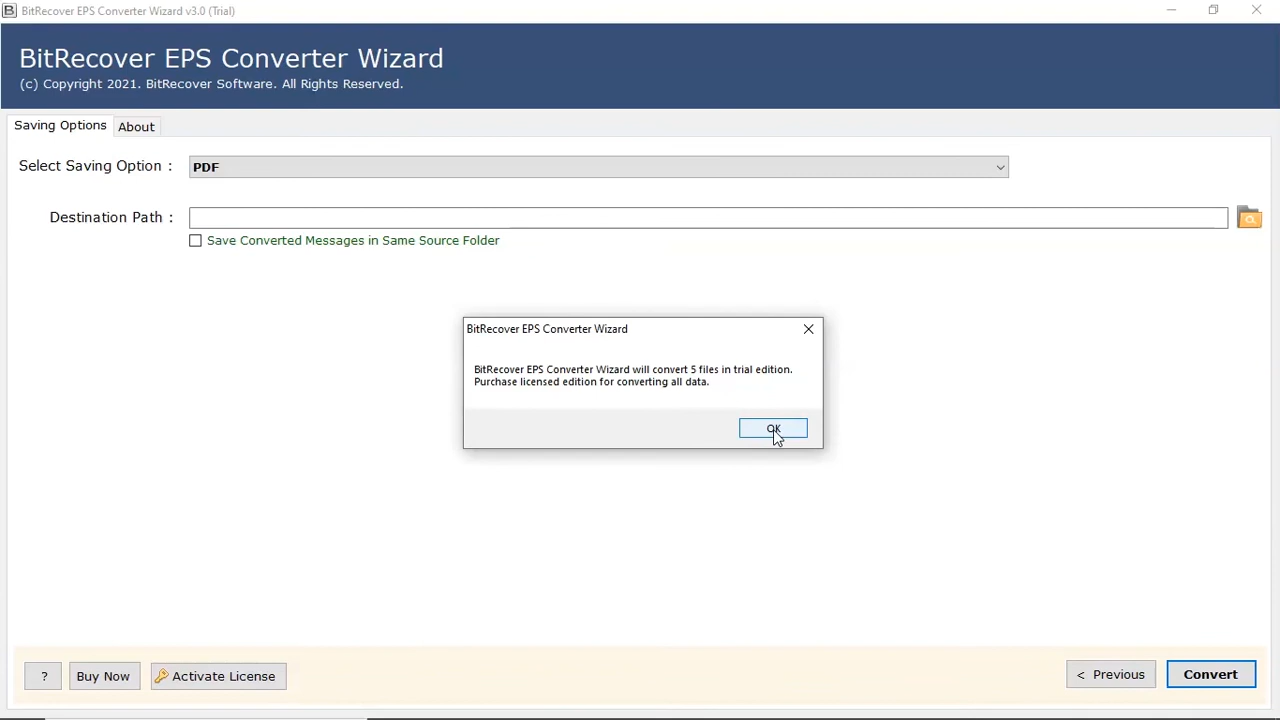 BitRecover EPS Converter Wizard v3.0 (Trial)
BitRecover EPS Converter Wizard
(c) Copyright 2021. BitRecover Software. All Rights Reserved.
Saving Options
About
Select Saving Option :
PDF
Destination Path :
Save Converted Messages in Same Source Folder
BitRecover EPS Converter Wizard
BitRecover EPS Converter Wizard will convert 5 files in trial edition.
Purchase licensed edition for converting all data.
OK
?
Buy Now
Activate License
< Previous
Convert